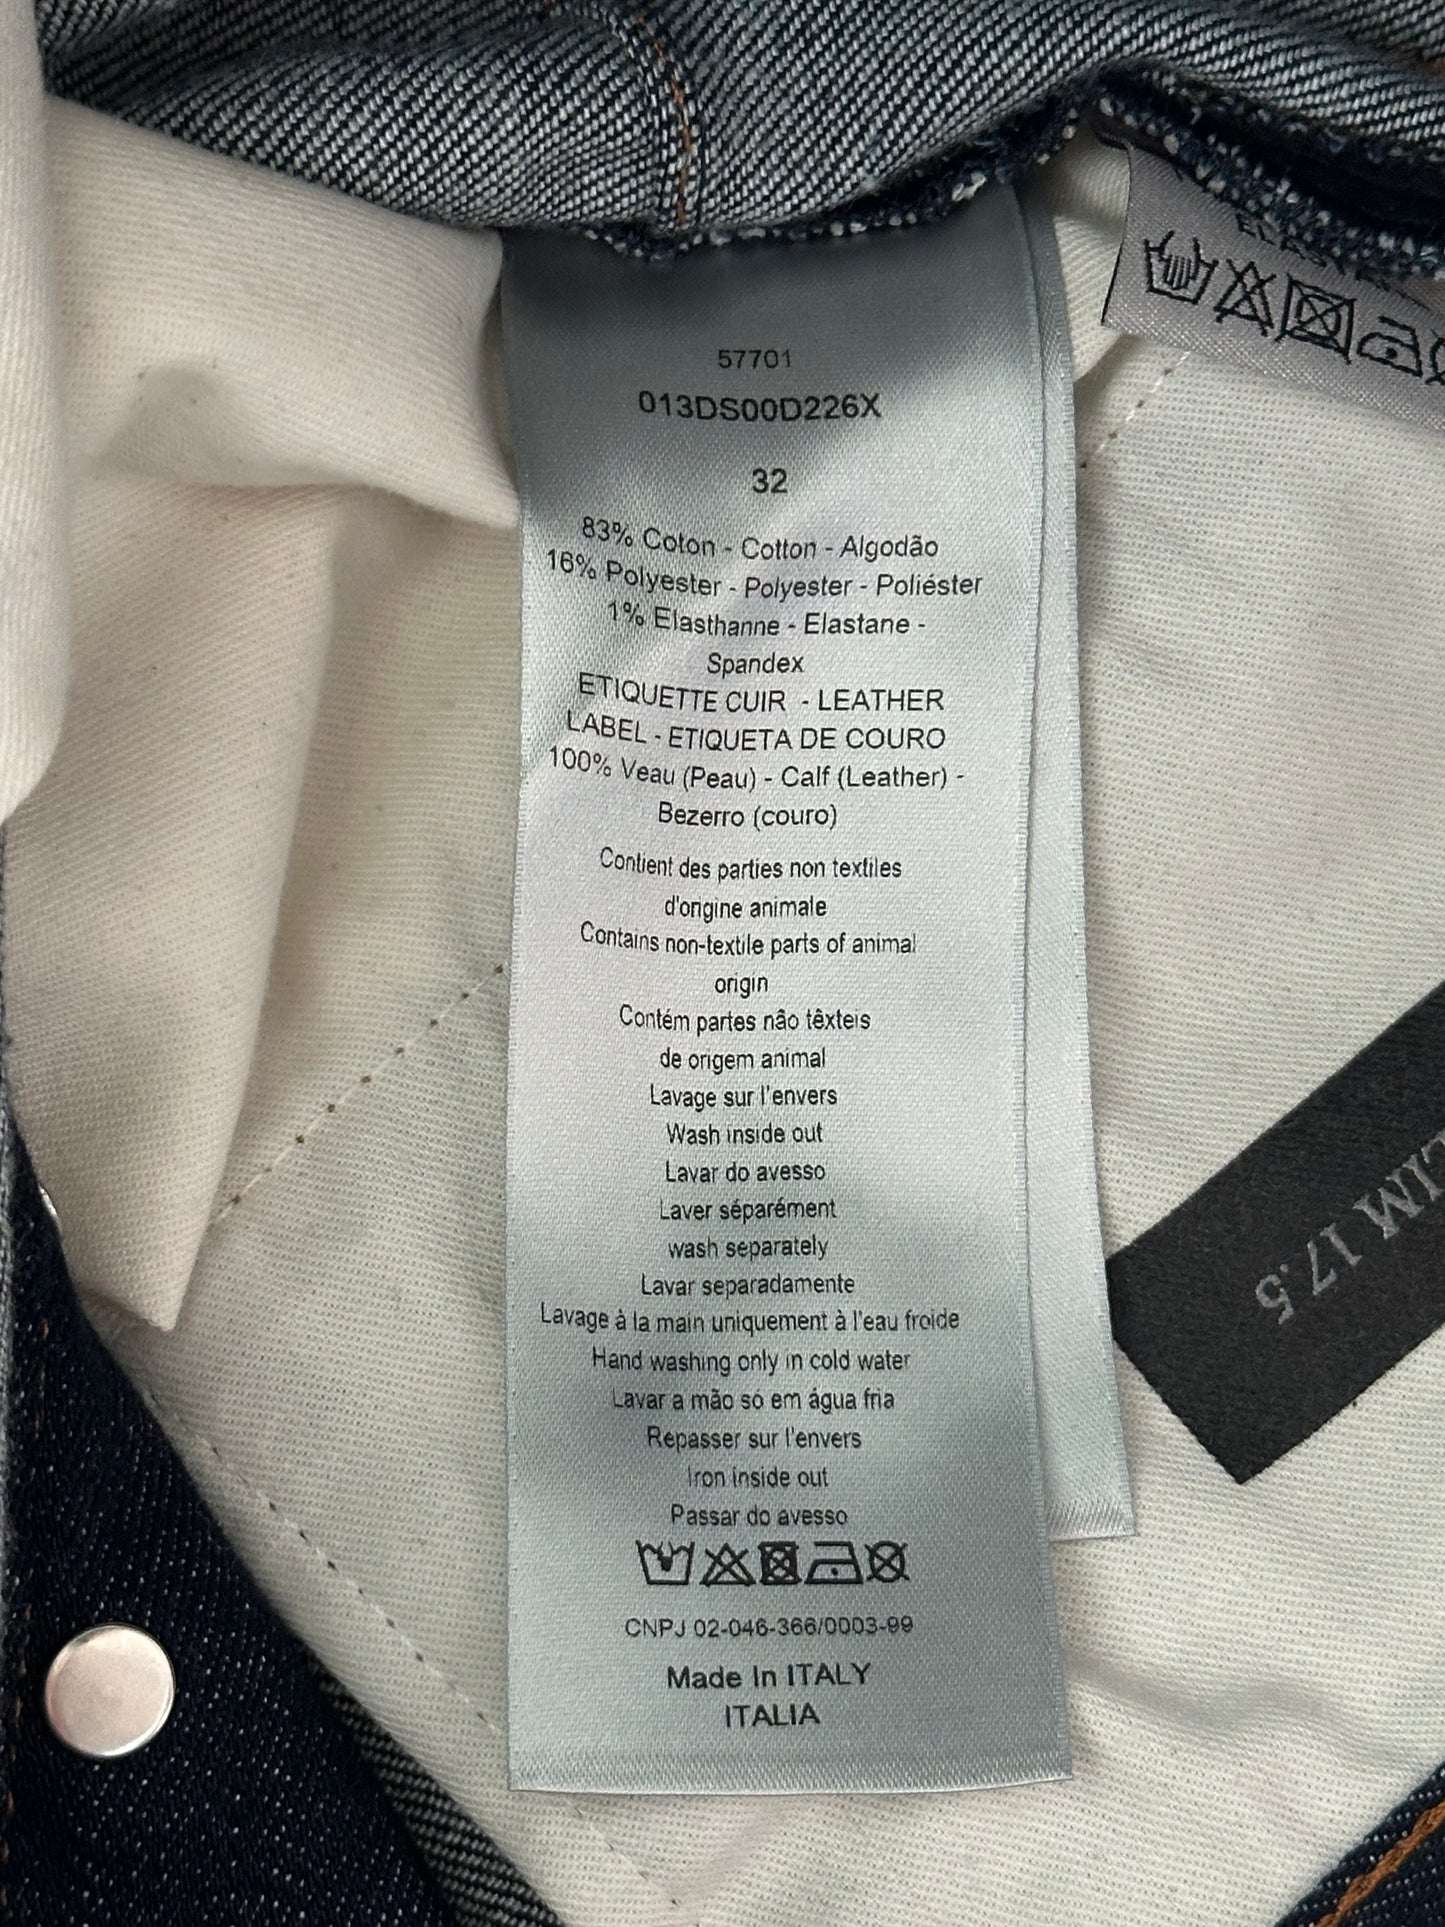 57701
013DS00D226X
32
83% Coton - Cotton - Algodão
16% Polyester - Polyester - Poliéster
1% Elasthanne - Elastane -
Spandex
ETIQUETTE CUIR - LEATHER
LABEL - ETIQUETA DE COURO
100% Veau (Peau) - Calf (Leather) -
Bezerro (couro)
Contient des parties non textiles
d'orgine animale
Contains non-textile parts of animal
origin
Contém partes não têxteis
de origem animal
Lavage sur l'envers
Wash inside out
Lavar do avesso
Laver séparément
wash separately
Lavar separadamente
Lavage à la main uniquement à l'eau froide
Hand washing only in cold water
Lavar a mão só em água fria
Repasser sur l'envers
Iron inside out
Passar do avesso
CNPJ 02-046-366/0003-99
Made In ITALY
ITALIA
17.5